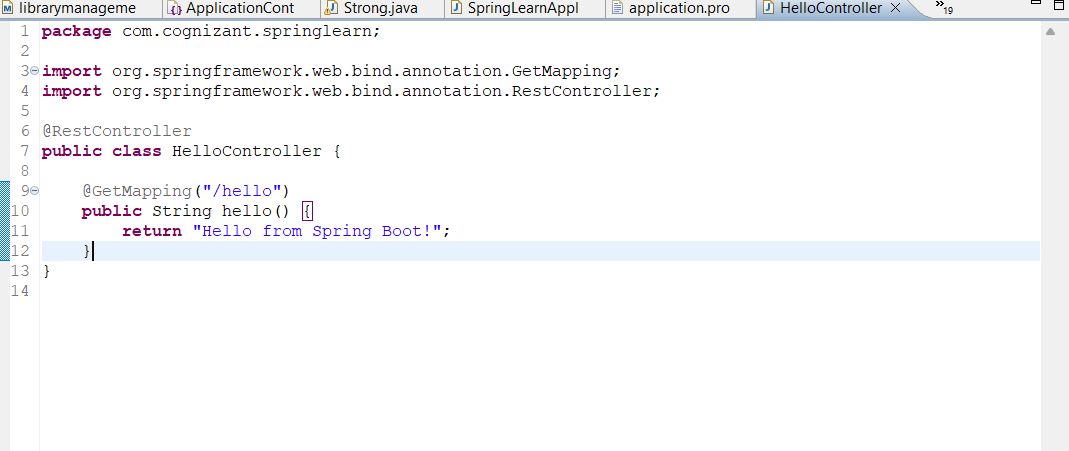 librarymanageme ApplicationCont Strong.java SpringLearnAppl application.pro HelloController »19
1 package com.cognizant.springlearn;
2
3 import org.springframework.web.bind.annotation.GetMapping;
4 import org.springframework.web.bind.annotation.RestController;
5
6 @RestController
7 public class HelloController {
8
9     @GetMapping("/hello")
10     public String hello() {
11         return "Hello from Spring Boot!";
12     }
13 }
14